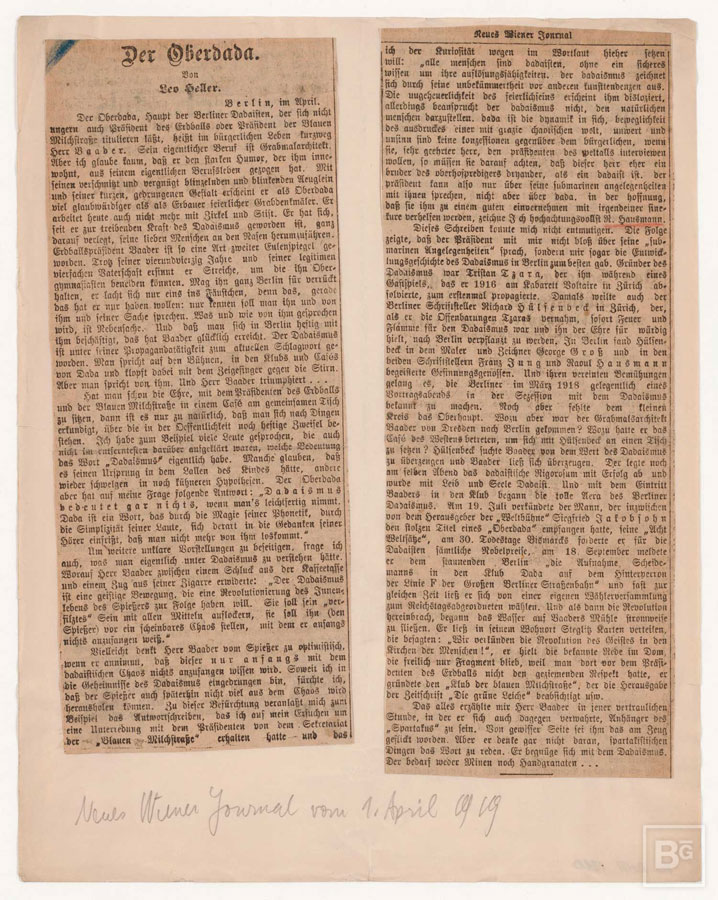 Der Oberdada.
Von
Leo Heller.
Berlin, im April.
Der Oberdada, Haupt der Berliner Dadaisten, der sich nicht
ungern auch Präsident des Erdballs oder Präsident der Blauen
Milchstraße titulieren läßt, heißt im bürgerlichen Leben kurzweg
Herr Baader. Sein eigentlicher Beruf ist Grabmalarchitekt.
Aber ich glaube kaum, daß er den starken Humor, der ihm inne-
wohnt, aus seinem eigentlichen Berufsleben gezogen hat. Mit
seinen verschmitzt und vergnügt blinzelnden und blinkenden Äuglein
und seiner kurzen, gedrungenen Gestalt erscheint er als Oberdada
viel glaubwürdiger als als Erbauer feierlicher Grabdenkmäler. Er
arbeitet heute auch nicht mehr mit Zirkel und Stift. Er hat sich,
seit er zur treibenden Kraft des Dadaismus geworden ist, ganz
darauf verlegt, seine lieben Menschen an den Nasen herumzuführen.
Erdballspräsident Baader ist so eine Art zweiter Eulenspiegel ge-
worden. Trotz seiner vierundvierzig Jahre und seiner legitimen
vierfachen Vaterschaft ersinnt er Streiche, um die ihn Ober-
gymnasiasten beneiden könnten. Mag ihn ganz Berlin für verrückt
halten, er lacht sich nur eins ins Fäustchen, denn das, gerade
das hat er nur haben wollen: nur kennen soll man ihn und von
ihm und seiner Sache sprechen. Was und wie von ihm gesprochen
wird, ist Nebensache. Und daß man sich in Berlin heftig mit
ihm beschäftigt, das hat Baader glücklich erreicht. Der Dadaismus
ist unter seiner Propagandatätigkeit zum aktuellen Schlagwort ge-
worden. Man spricht auf den Bühnen, in den Klubs und Cafés
von Dada und klopft dabei mit dem Zeigefinger gegen die Stirn.
Aber man spricht von ihm. Und Herr Baader triumphiert . . .
Hat man schon die Ehre, mit dem Präsidenten des Erdballs
und der Blauen Milchstraße in einem Café am gemeinsamen Tisch
zu sitzen, dann ist es nur zu natürlich, daß man sich nach Dingen
erkundigt, über die in der Öffentlichkeit noch heftige Zweifel be-
stehen. Ich habe zum Beispiel viele Leute gesprochen, die auch
nicht im entferntesten darüber aufgeklärt waren, welche Bedeutung
das Wort „Dadaismus" eigentlich habe. Manche glauben, daß
es seinen Ursprung in dem Lallen des Kindes hätte, andere
wieder schwelgen in noch kühneren Hypothesen. Der Oberdada
aber hat auf meine Frage folgende Antwort: „Dadaismus
bedeutet gar nichts, wenn man's leichtfertig nimmt.
Dada ist ein Wort, das durch die Magie seiner Phonetik, durch
die Simplizität seiner Laute, sich derart in die Gedanken seiner
Hörer einfrißt, daß man nicht mehr von ihm loskommt."
Um weitere unklare Vorstellungen zu beseitigen, frage ich
auch, was man eigentlich unter Dadaismus zu verstehen hätte.
Worauf Herr Baader zwischen einem Schluck aus der Kaffeetasse
und einem Zug aus seiner Zigarre erwiderte: „Der Dadaismus
ist eine geistige Bewegung, die eine Revolutionierung des Innen-
lebens des Spießers zur Folge haben will. Sie soll sein „ver-
filztes" Sein mit allen Mitteln auflockern, sie soll ihn (den
Spießer) vor ein scheinbares Chaos stellen, mit dem er anfangs
nichts anzufangen weiß."
Vielleicht denkt Herr Baader vom Spießer zu optimistisch,
wenn er annimmt, daß dieser nur anfangs mit dem
dadaistischen Chaos nichts anzufangen wissen wird. Soweit ich in
die Geheimnisse des Dadaismus eingedrungen bin, fürchte ich,
daß der Spießer auch späterhin nicht viel aus dem Chaos wird
herausholen können. Zu dieser Befürchtung veranlaßt mich zum
Beispiel das Antwortschreiben, das ich auf mein Ersuchen um
eine Unterredung mit dem Präsidenten von dem Sekretariat
der „Blauen Milchstraße" erhalten hatte und das
Neues Wiener Journal
ich der Kuriosität wegen im Wortlaut hieher setzen
will: „alle menschen sind dadaisten, ohne ein sicheres
wissen um ihre auflösungsfähigkeiten. der dadaismus zeichnet
sich durch seine unbekümmertheit vor anderen kunsttendenzen aus.
Die ungeheuerlichkeit des feierlichseins erscheint ihm disloziert,
allerdings beansprucht der dadaismus nicht, den natürlichen
menschen darzustellen. dada ist die dynamik in sich, beweglichkeit
des ausdruckes einer mit grazie chaotischen welt, unwert und
unsinn sind keine konzessionen gegenüber dem bürgerlichen, wenn
sie, sehr geehrter herr, den präsidenten des weltalls interviewen
wollen, so müssen sie darauf achten, daß dieser herr eher ein
bruder des oberhofpredigers dryander, als ein dadaist ist. der
präsident kann also nur über seine submarinen angelegenheiten
mit ihnen sprechen, nicht aber über dada. in der hoffnung,
daß sie ihm zu einem guten einvernehmen mit irgendeiner sine-
kure verhelfen werden, zeichne Ich hochachtungsvollst R. Hausmann.
Dieses Schreiben konnte mich nicht entmutigen. Die Folge
zeigte, daß der Präsident mit mir nicht bloß über seine „sub-
marinen Angelegenheiten" sprach, sondern mir sogar die Entwick-
lungsgeschichte des Dadaismus in Berlin zum besten gab. Gründer des
Dadaismus war Tristan Tzara, der ihn während eines
Gastspiels, das er 1916 am Kabarett Voltaire in Zürich ab-
solvierte, zum erstenmal propagierte. Damals weilte auch der
Berliner Schriftsteller Richard Hülsenbeck in Zürich, der,
als er die Offenbarungen Tzaras vernahm, sofort Feuer und
Flamme für den Dadaismus war und ihn der Ehre für würdig
hielt, nach Berlin verpflanzt zu werden. In Berlin fand Hülsen-
beck in dem Maler und Zeichner George Groß und in den
beiden Schriftstellern Franz Jung und Raoul Hausmann
begeisterte Gesinnungsgenossen. Und ihren vereinten Bemühungen
gelang es, die Berliner im März 1918 gelegentlich eines
Vortragsabends in der Sezession mit dem Dadaismus
bekannt zu machen. Noch aber fehlte dem kleinen
Kreis das Oberhaupt. Wozu aber war der Grabmalsarchitekt
Baader von Dresden nach Berlin gekommen? Wozu hatte er das
Café des Westens betreten, um sich mit Hülsenbeck an einen Tisch
zu setzen? Hülsenbeck suchte Baader von dem Wert des Dadaismus
zu überzeugen und Baader ließ sich überzeugen. Der legte noch
am selben Abend das dadaistische Rigorosum mit Erfolg ab und
wurde mit Leib und Seele Dadaist. Und mit dem Eintritt
Baaders in den Klub begann die tolle Aera des Berliner
Dadaismus. Am 19. Juli verkündete der Mann, der inzwischen
von dem Herausgeber der „Weltbühne" Siegfried Jakobsohn
den stolzen Titel eines „Oberdada" empfangen hatte, seine „Acht
Weltsätze", am 30. Todestage Bismarcks forderte er für die
Dadaisten sämtliche Nobelpreise, am 18. September meldete
er dem staunenden Berlin „die Aufnahme Scheide-
manns in den Klub Dada auf dem Hinterperron
der Linie F der Großen Berliner Straßenbahn" und fast zur
gleichen Zeit ließ er sich von einer eigenen Wählerversammlung
zum Reichstagsabgeordneten wählen. Und als dann die Revolution
hereinbrach, begann das Wasser auf Baaders Mühle stromweise
zu fließen. Er ließ in seinem Wohnort Steglitz Karten verteilen,
die besagten: „Wir verkünden die Revolution des Geistes in den
Kirchen der Menschen!", er hielt die bekannte Rede im Dom,
die freilich nur Fragment blieb, weil man dort vor dem Präsi-
denten des Erdballs nicht den geziemenden Respekt hatte, er
gründete den „Klub der blauen Milchstraße", der die Herausgabe
der Zeitschrift „Die grüne Leiche" beabsichtigt usw.
Das alles erzählte mir Herr Baader in jener vertraulichen
Stunde, in der er sich auch dagegen verwahrte, Anhänger des
„Spartakus" zu sein. Von gewisser Seite sei ihm das am Zeug
geflickt worden. Aber er denke gar nicht daran, spartakistischen
Dingen das Wort zu reden. Er begnüge sich mit dem Dadaismus.
Der bedarf weder Minen noch Handgranaten . . .
Neues Wiener Journal vom 1. April 1919
BG